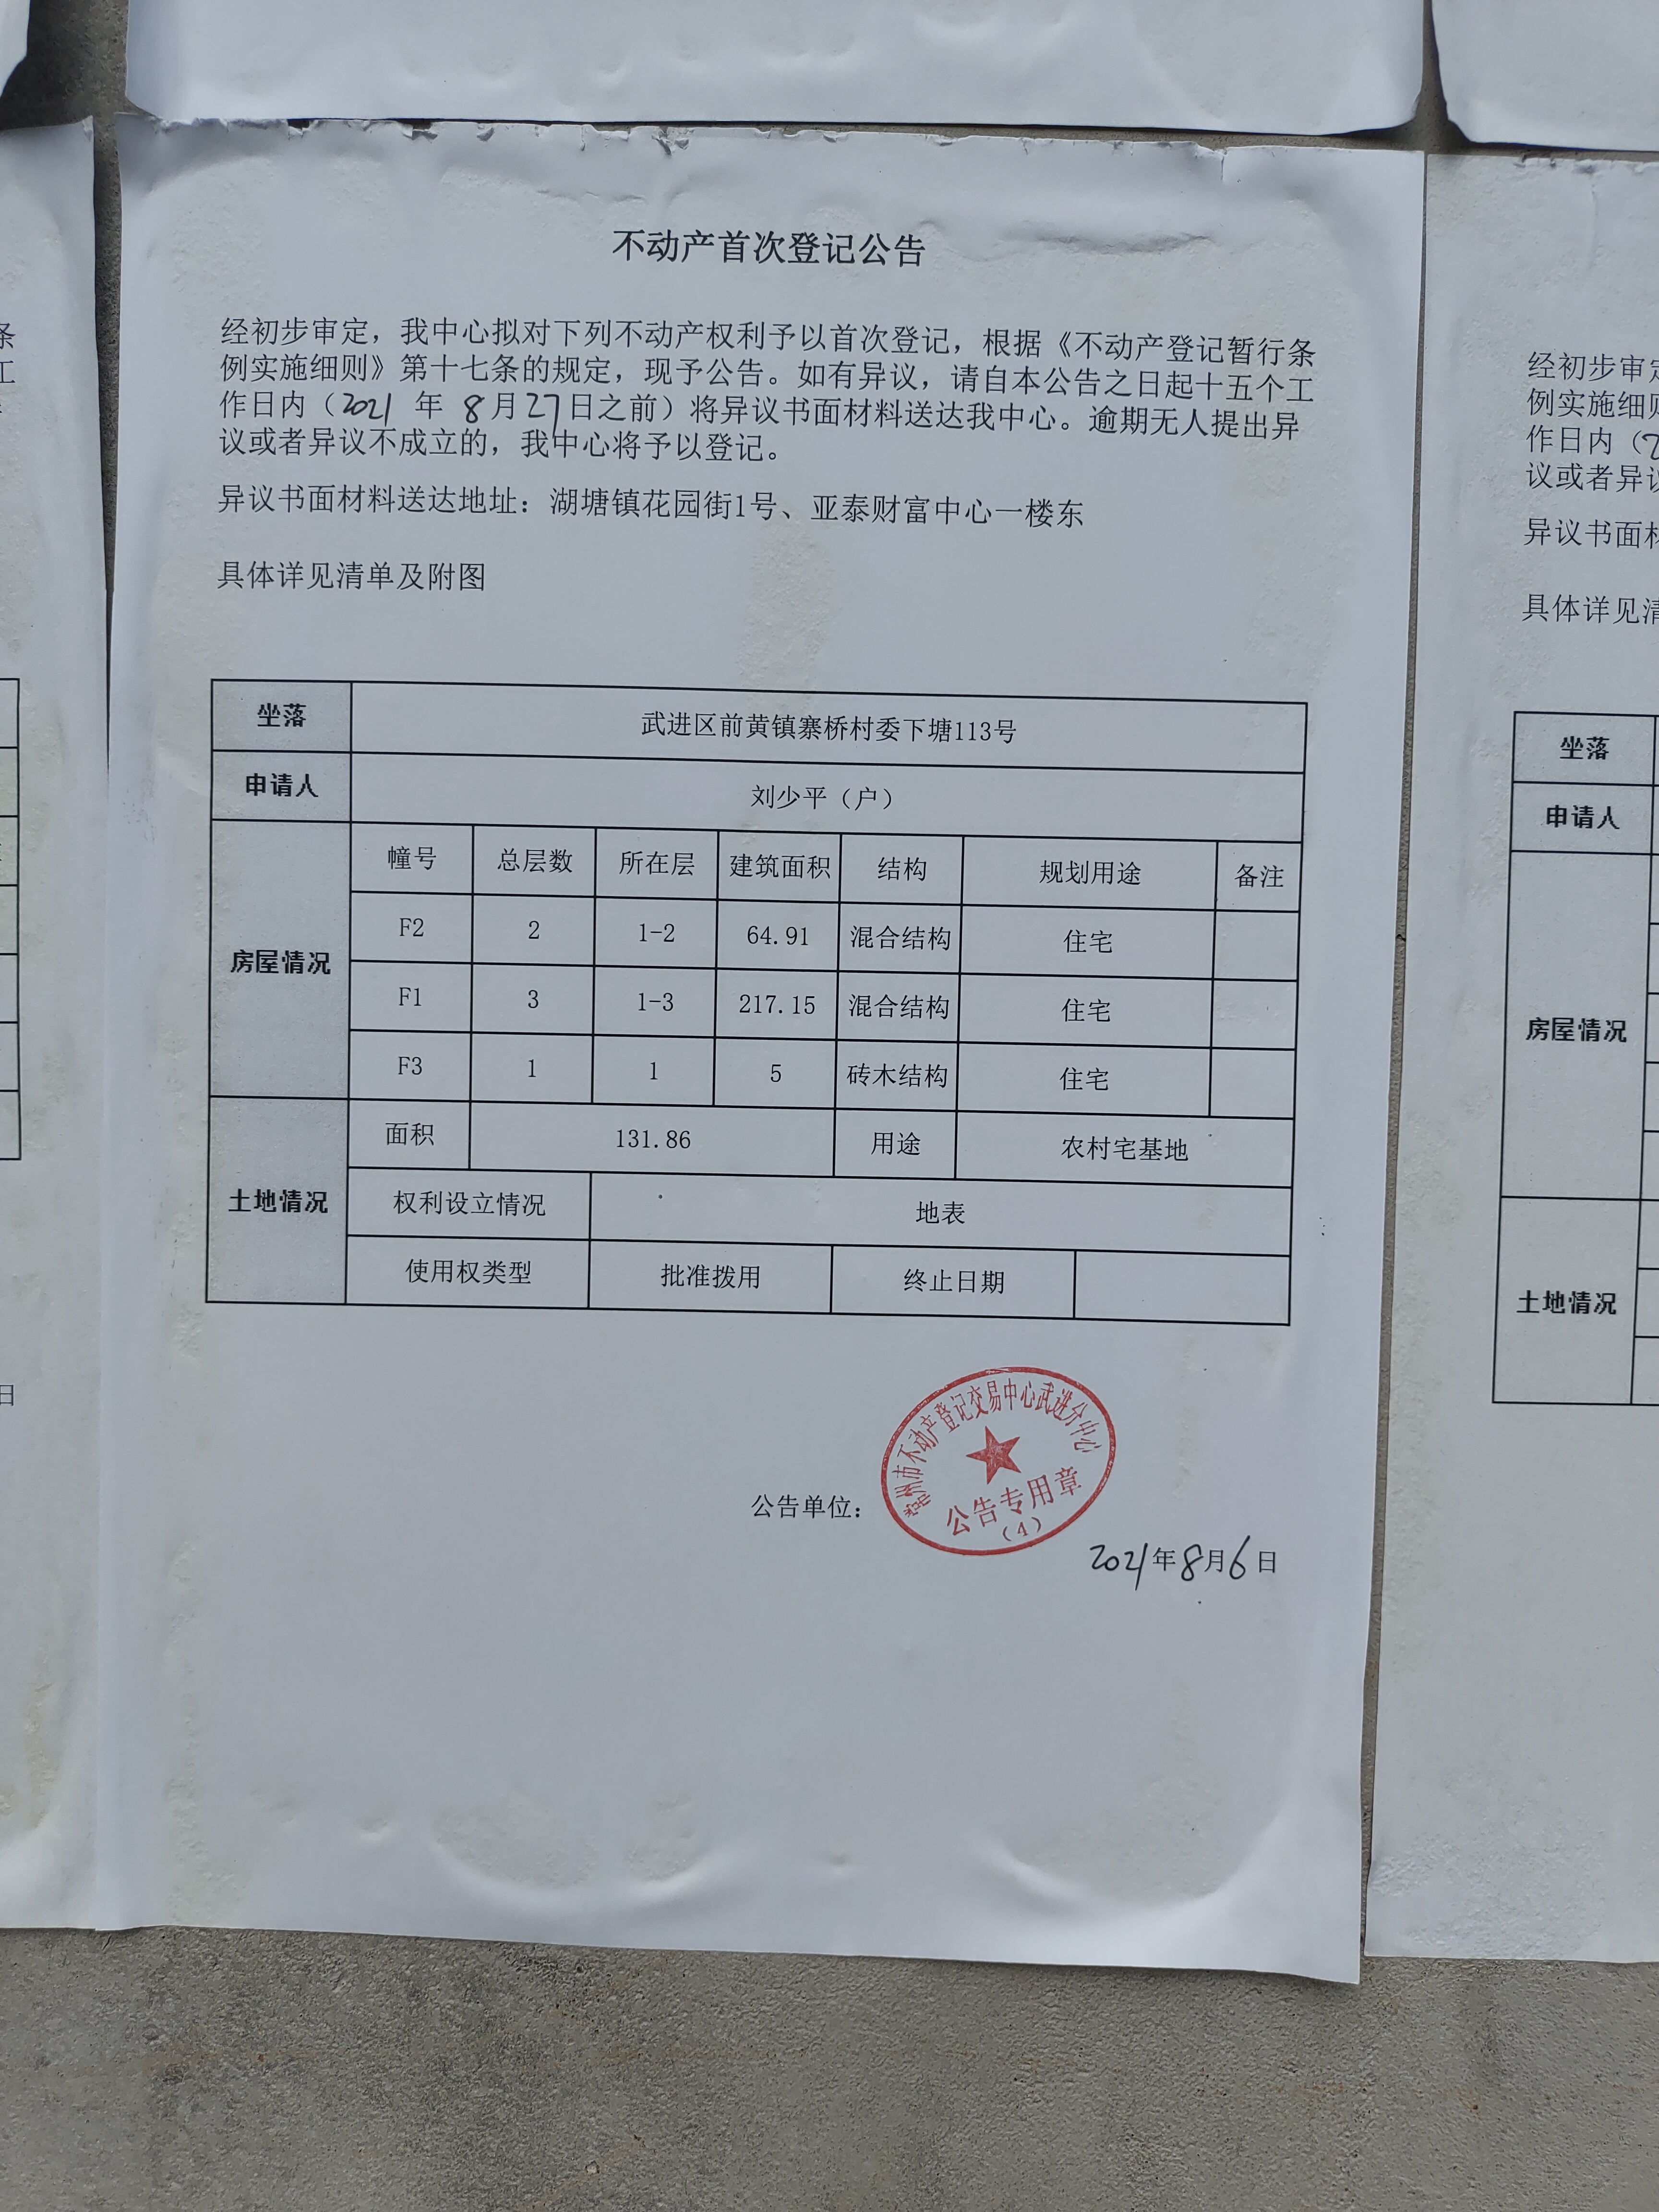 不动产首次登记公告
经初步审定，我中心拟对下列不动产权利予以首次登记，根据《不动产登记暂行条
例实施细则》第十七条的规定，现予公告。如有异议，请自本公告之日起十五个工
作日内（2021 年 8月27日之前）将异议书面材料送达我中心。逾期无人提出异
议或者异议不成立的，我中心将予以登记。
异议书面材料送达地址：湖塘镇花园街1号、亚泰财富中心一楼东
具体详见清单及附图
坐落 武进区前黄镇寨桥村委下塘113号
申请人 刘少平（户）
房屋情况
幢号 总层数 所在层 建筑面积 结构 规划用途 备注
F2 2 1-2 64.91 混合结构 住宅
F1 3 1-3 217.15 混合结构 住宅
F3 1 1 5 砖木结构 住宅
土地情况
面积 131.86 用途 农村宅基地
权利设立情况 地表
使用权类型 批准拨用 终止日期
公告单位：
常州市不动产登记交易中心武进分中心
公告专用章
（4）
2021年8月6日
条
工
日
经初步审定
例实施细则
作日内（2
议或者异议
异议书面材
具体详见清
坐落
申请人
房屋情况
土地情况